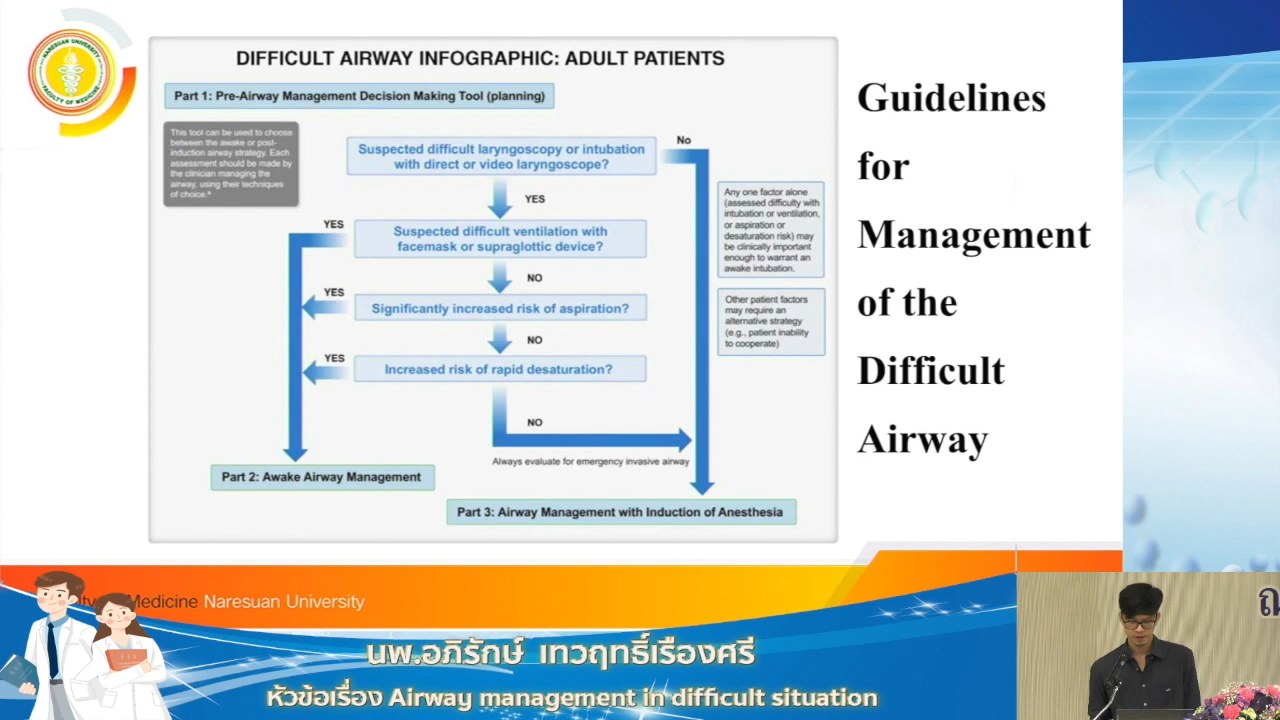 NARESUAN UNIVERSITY
FACULTY OF MEDICINE
DIFFICULT AIRWAY INFOGRAPHIC: ADULT PATIENTS
Part 1: Pre-Airway Management Decision Making Tool (planning)
This tool can be used to choose
between the awake or post-
induction airway strategy. Each
assessment should be made by
the clinician managing the
airway, using their techniques
of choice.
Suspected difficult laryngoscopy or intubation
with direct or video laryngoscope?
No
YES
Suspected difficult ventilation with
facemask or supraglottic device?
YES
NO
Significantly increased risk of aspiration?
YES
NO
Increased risk of rapid desaturation?
YES
NO
Always evaluate for emergency invasive airway
Any one factor alone
(assessed difficulty with
intubation or ventilation,
or aspiration or
desaturation risk) may
be clinically important
enough to warrant an
awake intubation.
Other patient factors
may require an
alternative strategy
(e.g., patient inability
to cooperate)
Part 2: Awake Airway Management
Part 3: Airway Management with Induction of Anesthesia
Guidelines
for
Management
of the
Difficult
Airway
Medicine Naresuan University
นพ.อภิรักษ์ เทวฤทธิ์เรืองศรี
หัวข้อเรื่อง Airway management in difficult situation